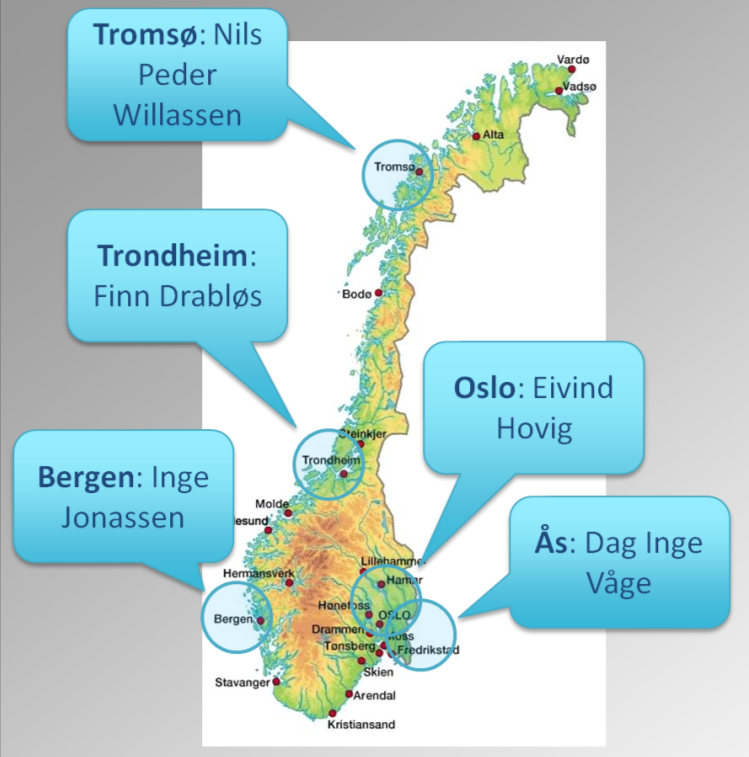 Tromsø: Nils
Peder
Willassen
Vardø
Vadsø
Alta
Tromsø
Trondheim:
Finn Drabløs
Bodø
Oslo: Eivind
Hovig
Steinkjer
Trondheim
Bergen: Inge
Jonassen
Molde
lesund
Ås: Dag Inge
Våge
Lillehammer
Hermansverk
Hamar
Hønefoss
Bergen
OSLO
Drammen
Moss
Tønsberg
Fredrikstad
Skien
Stavanger
Arendal
Kristiansand